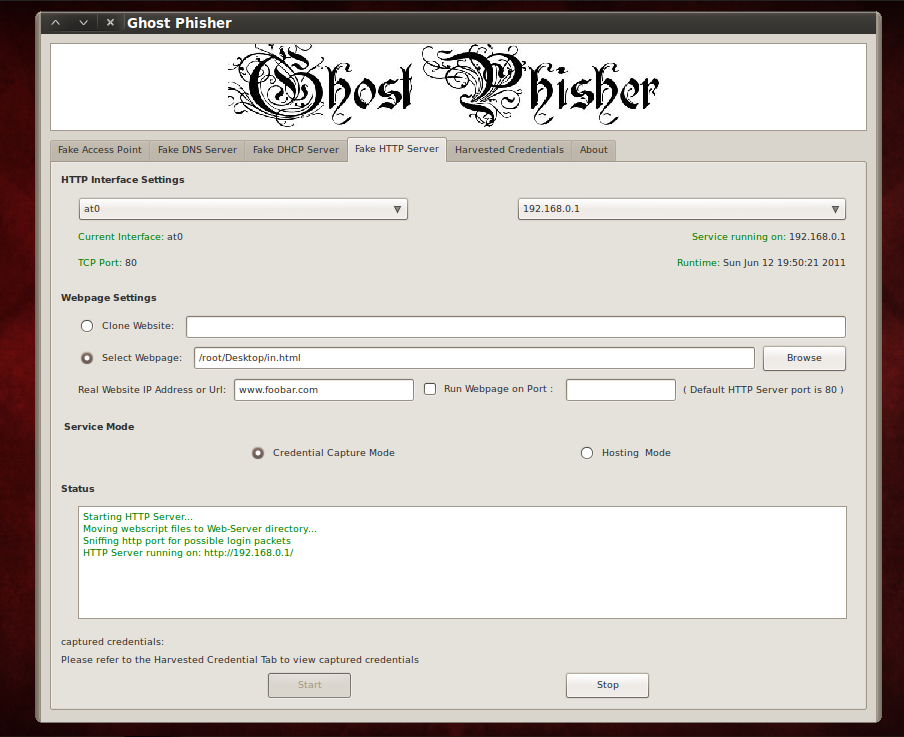 Ghost Phisher
Ghost Phisher
Fake Access Point Fake DNS Server Fake DHCP Server Fake HTTP Server Harvested Credentials About
HTTP Interface Settings
at0 192.168.0.1
Current Interface: at0 Service running on: 192.168.0.1
TCP Port: 80 Runtime: Sun Jun 12 19:50:21 2011
Webpage Settings
Clone Website:
Select Webpage: /root/Desktop/in.html Browse
Real Website IP Address or Url: www.foobar.com Run Webpage on Port : ( Default HTTP Server port is 80 )
Service Mode
Credential Capture Mode Hosting Mode
Status
Starting HTTP Server...
Moving webscript files to Web-Server directory...
Sniffing http port for possible login packets
HTTP Server running on: http://192.168.0.1/
captured credentials:
Please refer to the Harvested Credential Tab to view captured credentials
Start Stop